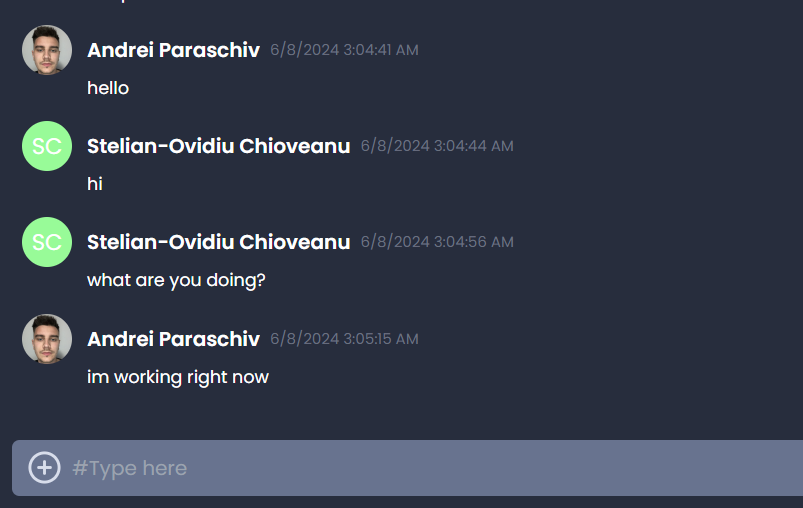 Andrei Paraschiv 6/8/2024 3:04:41 AM
hello
SC Stelian-Ovidiu Chioveanu 6/8/2024 3:04:44 AM
hi
SC Stelian-Ovidiu Chioveanu 6/8/2024 3:04:56 AM
what are you doing?
Andrei Paraschiv 6/8/2024 3:05:15 AM
im working right now
#Type here